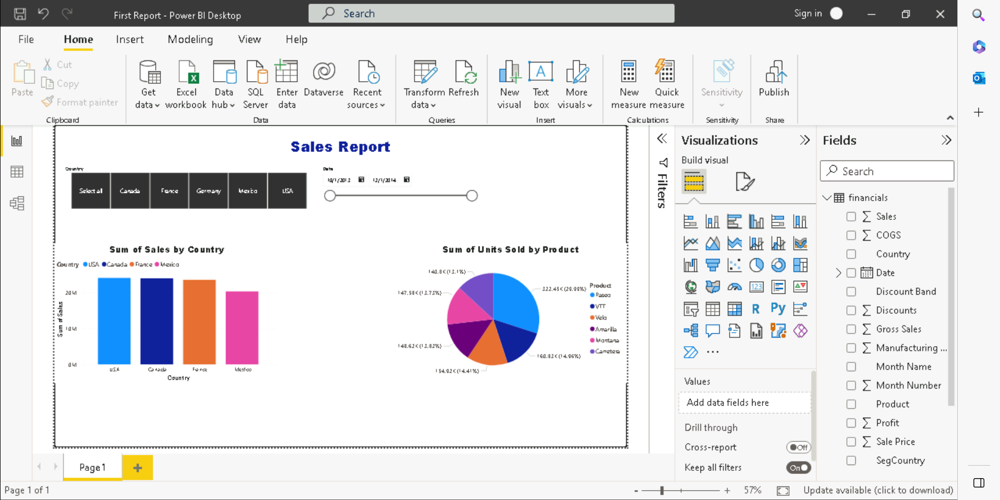 First Report - Power BI Desktop
Search
Sign in
File
Home
Insert
Modeling
View
Help
Paste
Cut
Copy
Format painter
Clipboard
Get data
Excel workbook
Data hub
SQL Server
Enter data
Dataverse
Recent sources
Data
Transform data
Refresh
Queries
New visual
Text box
More visuals
Insert
New measure
Quick measure
Calculations
Sensitivity
Sensitivity
Publish
Share
Sales Report
Country
Select all
Canada
France
Germany
Mexico
USA
Date
10/1/2013
12/1/2014
Sum of Sales by Country
Country USA Canada France Mexico
Sum of Sales
20M
10M
0M
USA
Canada
France
Mexico
Country
Sum of Units Sold by Product
140.8K (13.1%)
147.58K (13.73%)
148.62K (13.82%)
154.92K (14.41%)
160.83K (14.96%)
322.45K (29.99%)
Product
Paseo
VTT
Velo
Amarilla
Montana
Carretera
Filters
Visualizations
Build visual
123
R
Py
Values
Add data fields here
Drill through
Cross-report
Off
Keep all filters
On
Fields
Search
financials
Sales
COGS
Country
Date
Discount Band
Discounts
Gross Sales
Manufacturing ...
Month Name
Month Number
Product
Profit
Sale Price
SegCountry
Page1
Page 1 of 1
- + 57%
Update available (click to download)